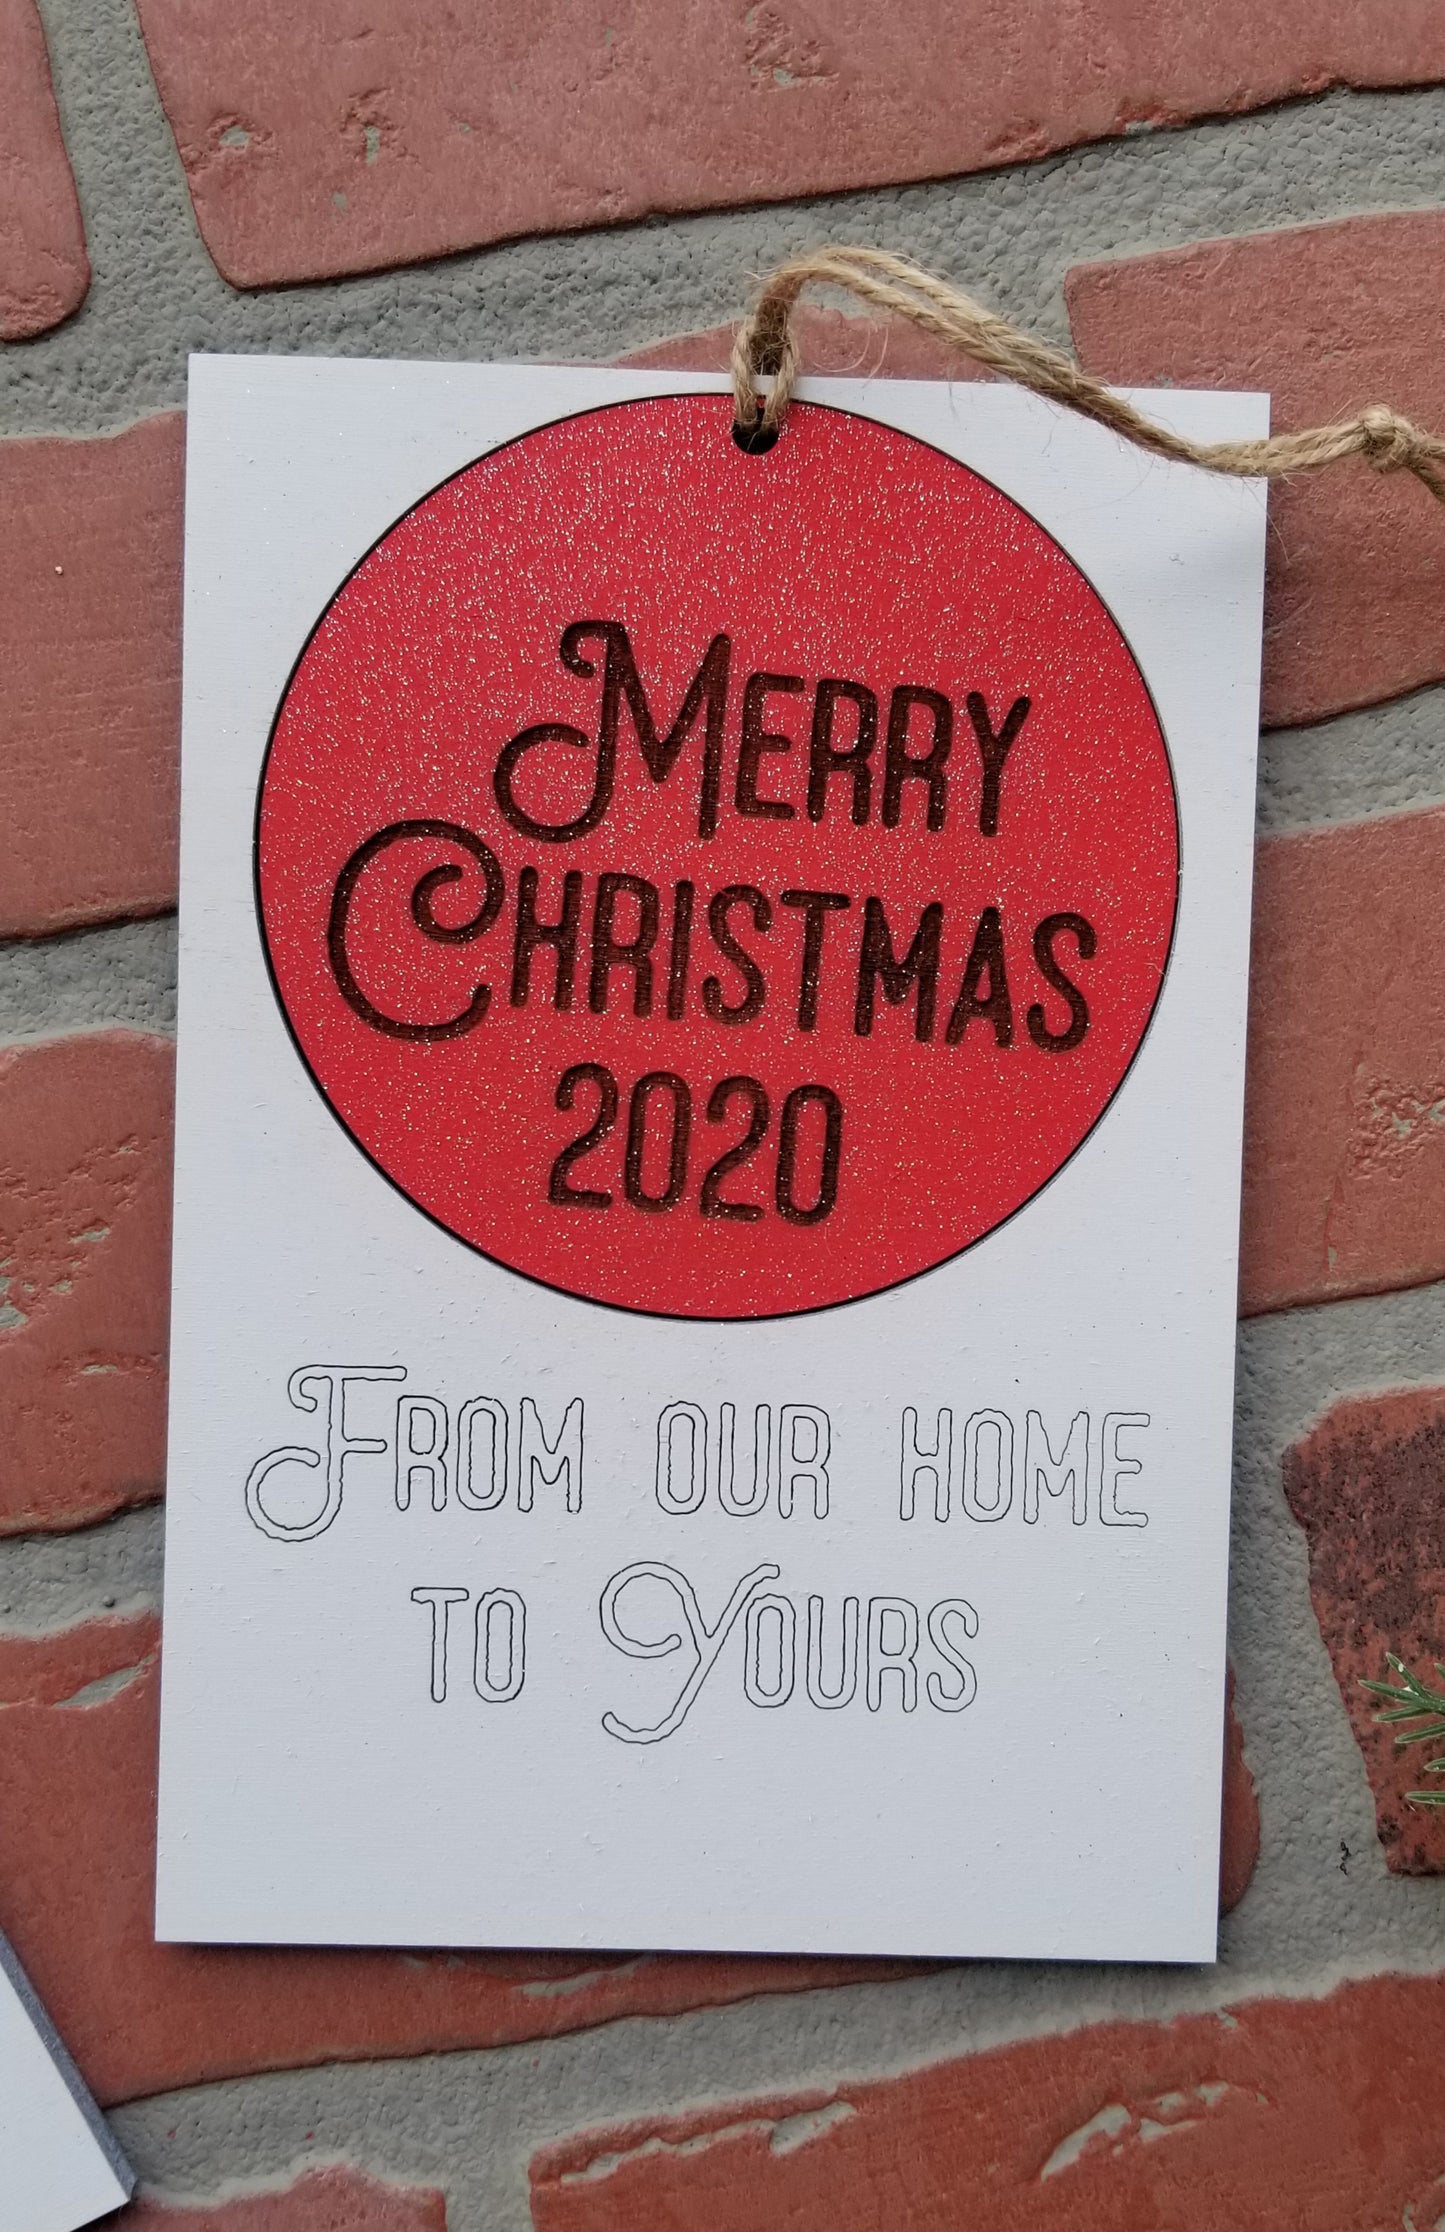 MERRY
CHRISTMAS
2020
FROM OUR HOME
TO YOURS